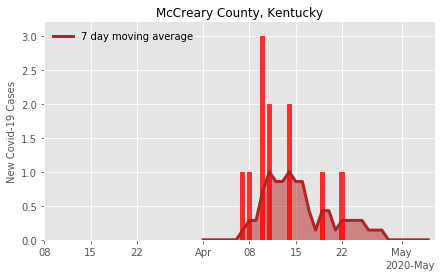 McCreary County, Kentucky
7 day moving average
New Covid-19 Cases
3.0
2.5
2.0
1.5
1.0
0.5
0.0
08 15 22 Apr 08 15 22 May
2020-May